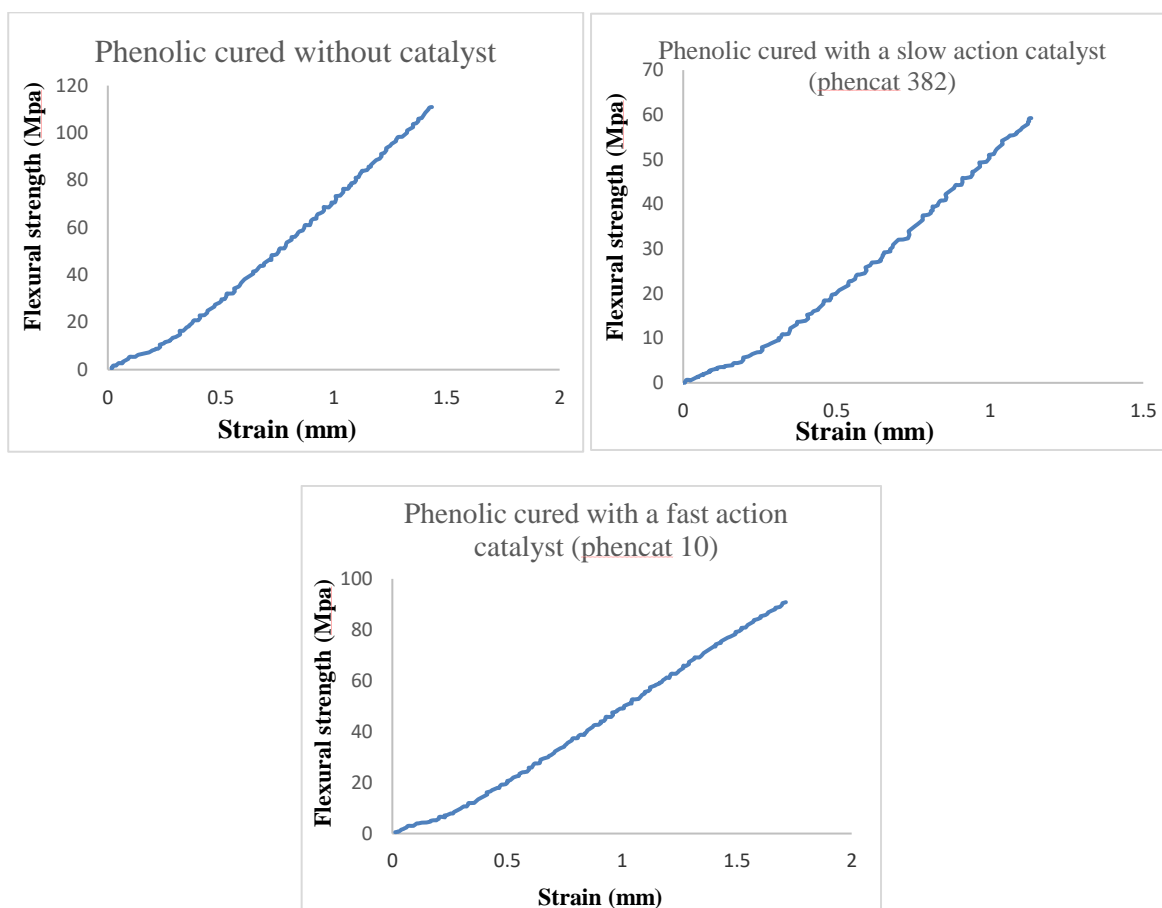 Phenolic cured without catalyst
120
100
80
60
40
20
0
0 0.5 1 1.5 2
Flexural strength (Mpa)
Strain (mm)
Phenolic cured with a slow action catalyst
(phencat 382)
70
60
50
40
30
20
10
0
0 0.5 1 1.5
Flexural strength (Mpa)
Strain (mm)
Phenolic cured with a fast action
catalyst (phencat 10)
100
80
60
40
20
0
0 0.5 1 1.5 2
Flexural strength (Mpa)
Strain (mm)